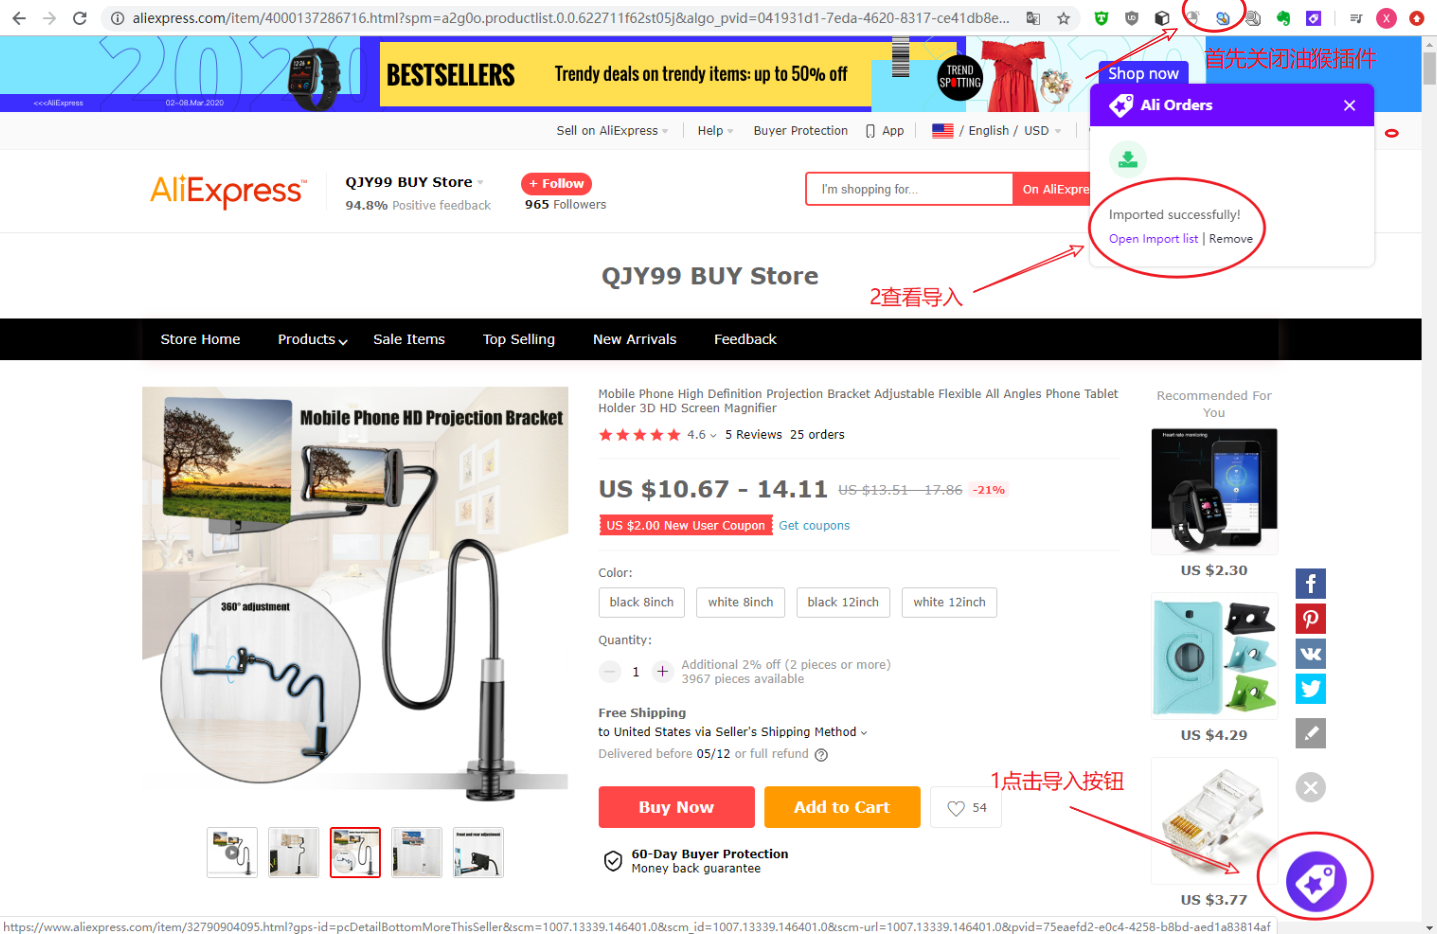 aliexpress.com/item/4000137286716.html?spm=a2g0o.productlist.0.0.622711f62st05j&algo_pvid=041931d1-7eda-4620-8317-ce41db8e...
首先关闭油猴插件
2020
2020
<<<AliExpress
02-08.Mar.2020
BESTSELLERS
Trendy deals on trendy items: up to 50% off
TREND SPOTTING
Shop now
Ali Orders
Sell on AliExpress
Help
Buyer Protection
App
/ English / USD
AliExpress™
QJY99 BUY Store
94.8% Positive feedback
+ Follow
965 Followers
I'm shopping for...
On AliExpre
Imported successfully!
Open Import list | Remove
2查看导入
QJY99 BUY Store
Store Home
Products
Sale Items
Top Selling
New Arrivals
Feedback
Mobile Phone HD Projection Bracket
360° adjustment
Mobile Phone High Definition Projection Bracket Adjustable Flexible All Angles Phone Tablet
Holder 3D HD Screen Magnifier
4.6
5 Reviews
25 orders
US $10.67 - 14.11
US $13.51 - 17.86
-21%
US $2.00 New User Coupon
Get coupons
Color:
black 8inch
white 8inch
black 12inch
white 12inch
Quantity:
1
Additional 2% off (2 pieces or more)
3967 pieces available
Free Shipping
to United States via Seller's Shipping Method
Delivered before 05/12 or full refund
Buy Now
Add to Cart
54
60-Day Buyer Protection
Money back guarantee
Recommended For
You
Heart rate monitoring
US $2.30
US $4.29
1点击导入按钮
US $3.77
https://www.aliexpress.com/item/32790904095.html?gps-id=pcDetailBottomMoreThisSeller&scm=1007.13339.146401.0&scm_id=1007.13339.146401.0&scm-url=1007.13339.146401.0&pvid=75eaefd2-e0c4-4258-b8bd-aed1a83814af